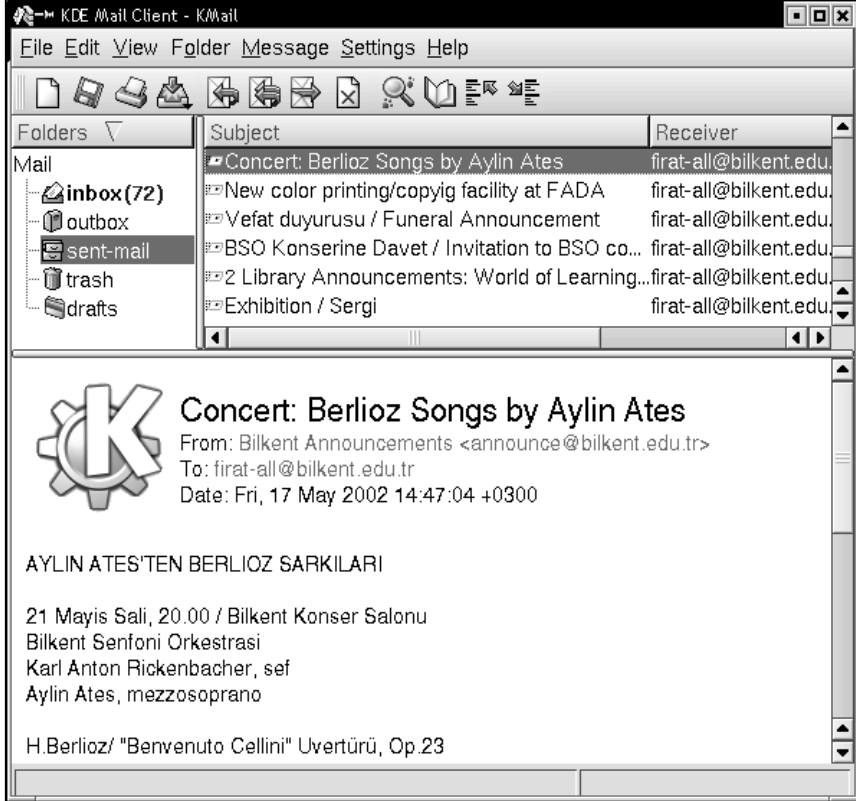 KDE Mail Client - KMail
File Edit View Folder Message Settings Help
Folders
Mail
inbox (72)
outbox
sent-mail
trash
drafts
Subject Receiver
Concert: Berlioz Songs by Aylin Ates firat-all@bilkent.edu.
New color printing/copyig facility at FADA firat-all@bilkent.edu.
Vefat duyurusu / Funeral Announcement firat-all@bilkent.edu.
BSO Konserine Davet / Invitation to BSO co... firat-all@bilkent.edu.
2 Library Announcements: World of Learning... firat-all@bilkent.edu.
Exhibition / Sergi firat-all@bilkent.edu.
K
Concert: Berlioz Songs by Aylin Ates
From: Bilkent Announcements <announce@bilkent.edu.tr>
To: firat-all@bilkent.edu.tr
Date: Fri, 17 May 2002 14:47:04 +0300
AYLIN ATES'TEN BERLIOZ SARKILARI
21 Mayis Sali, 20.00 / Bilkent Konser Salonu
Bilkent Senfoni Orkestrasi
Karl Anton Rickenbacher, sef
Aylin Ates, mezzosoprano
H.Berlioz/ "Benvenuto Cellini" Uvertürü, Op.23